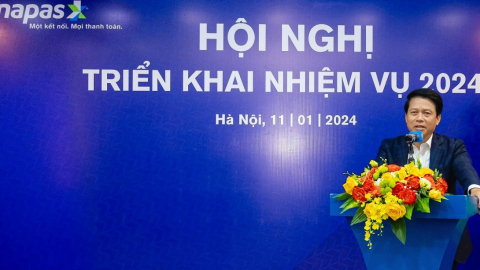 napas
Một kết nối. Mọi thanh toán.
HỘI NGHỊ
TRIỂN KHAI NHIỆM VỤ 2024
Hà Nội, 11 | 01 | 2024